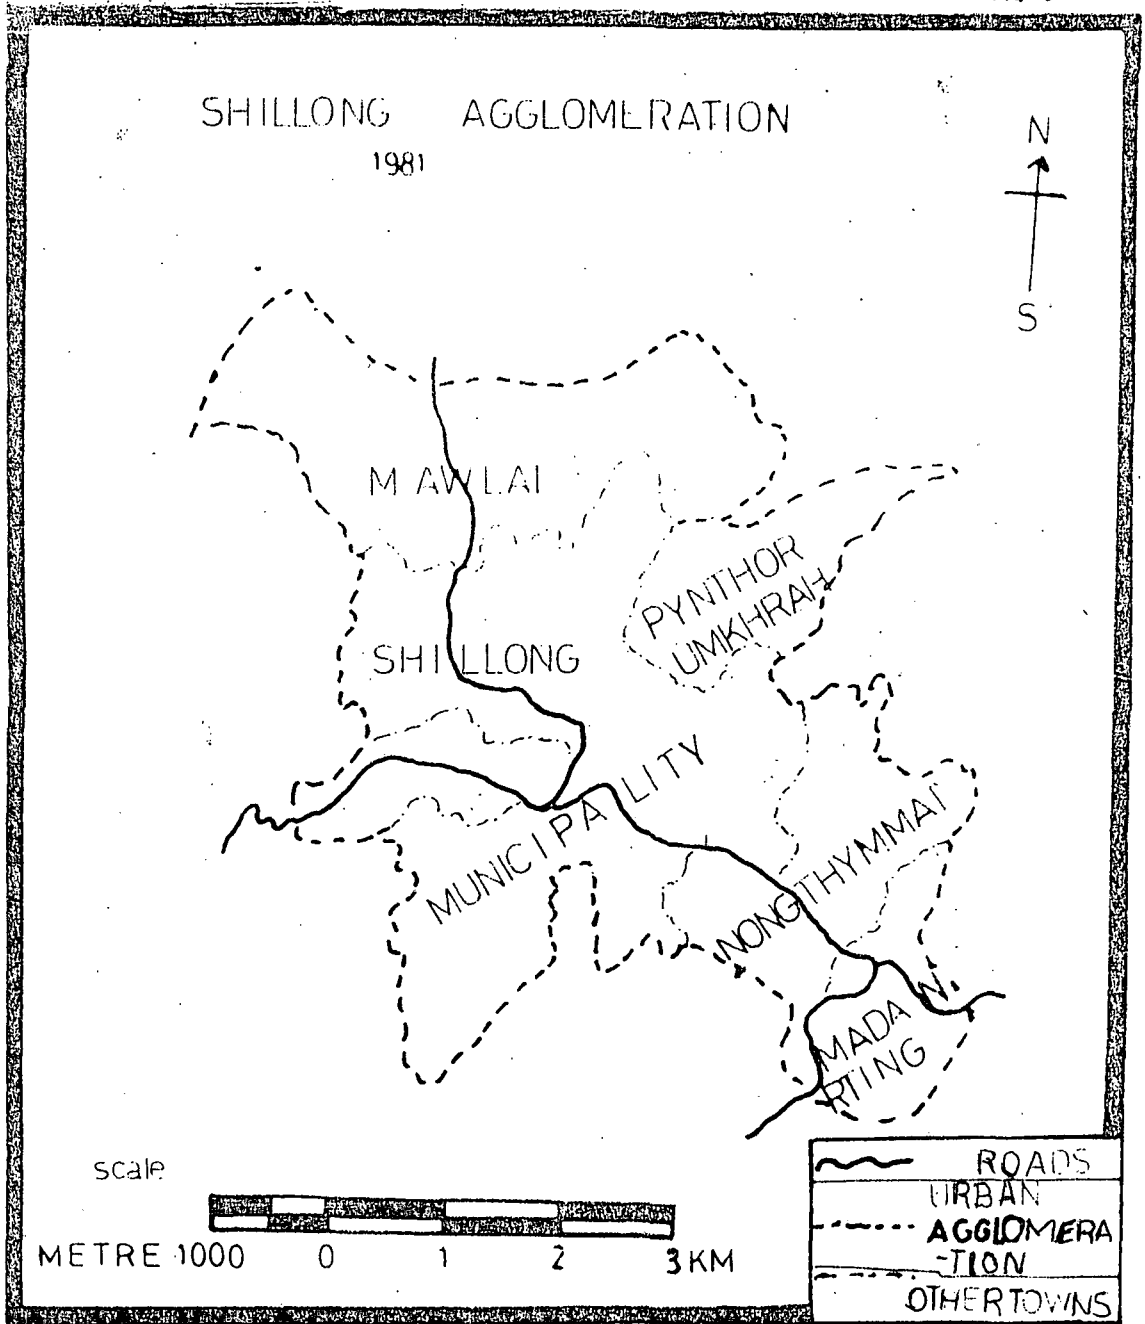 SHILLONG AGGLOMERATION
1981
N
S
MAWLAI
PYNTHOR
UMKHRAH
SHILLONG
MUNICIPALITY
NONGTHYMMAI
MADAN
RTING
scale
METRE 1000 0 1 2 3 KM
ROADS
URBAN
AGGLOMERA
-TION
OTHER TOWNS